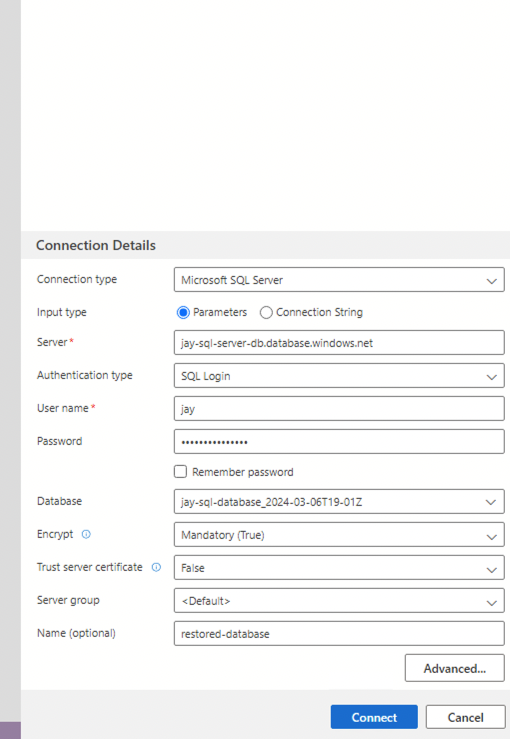 Connection Details
Connection type Microsoft SQL Server
Input type Parameters Connection String
Server* jay-sql-server-db.database.windows.net
Authentication type SQL Login
User name* jay
Password •••••••••••••••
Remember password
Database jay-sql-database_2024-03-06T19-01Z
Encrypt Mandatory (True)
Trust server certificate False
Server group <Default>
Name (optional) restored-database
Advanced...
Connect Cancel